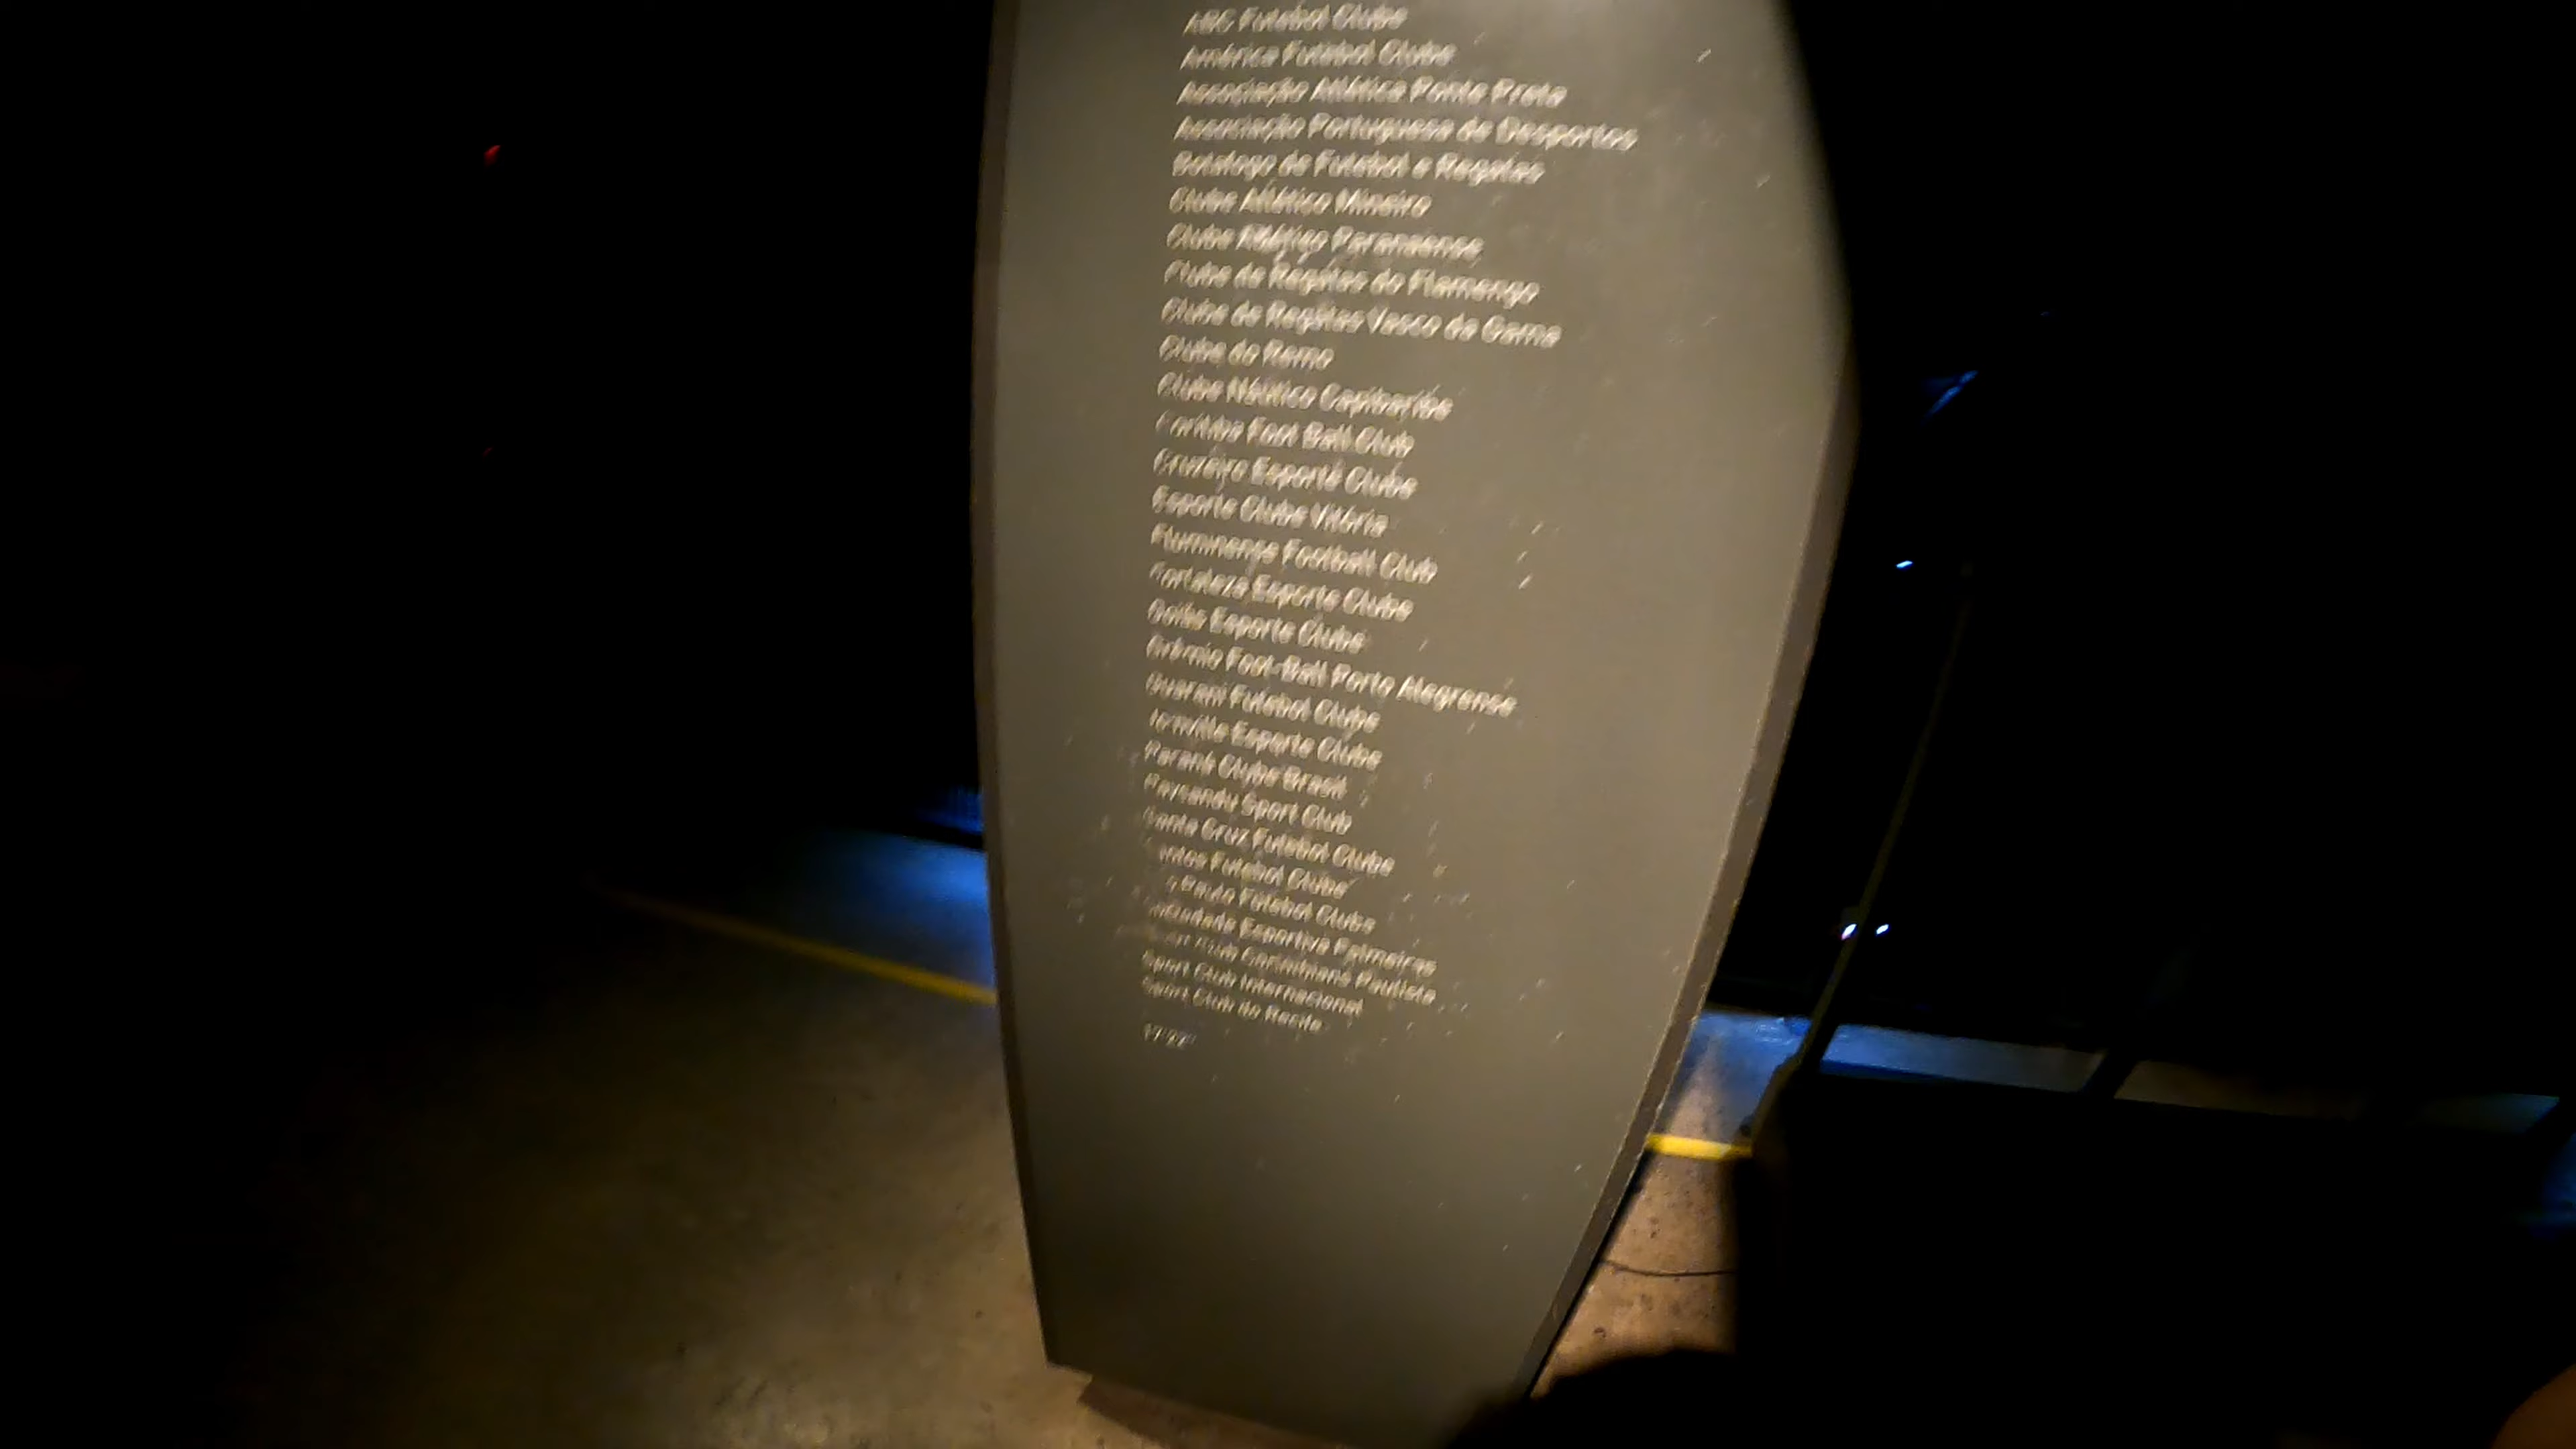 ABC Futebol Clube
América Futebol Clube
Associação Atlética Ponte Preta
Associação Portuguesa de Desportos
Botafogo de Futebol e Regatas
Clube Atlético Mineiro
Clube Atlético Paranaense
Clube de Regatas do Flamengo
Clube de Regatas Vasco da Gama
Clube do Remo
Clube Náutico Capibaribe
Coritiba Foot Ball Club
Cruzeiro Esporte Clube
Esporte Clube Vitória
Fluminense Football Club
Fortaleza Esporte Clube
Goiás Esporte Clube
Grêmio Foot-Ball Porto Alegrense
Guarani Futebol Clube
Joinville Esporte Clube
Paraná Clube Brasil
Paysandu Sport Club
Santa Cruz Futebol Clube
Santos Futebol Clube
São Paulo Futebol Clube
Sociedade Esportiva Palmeiras
Sport Club Corinthians Paulista
Sport Club Internacional
Sport Club do Recife